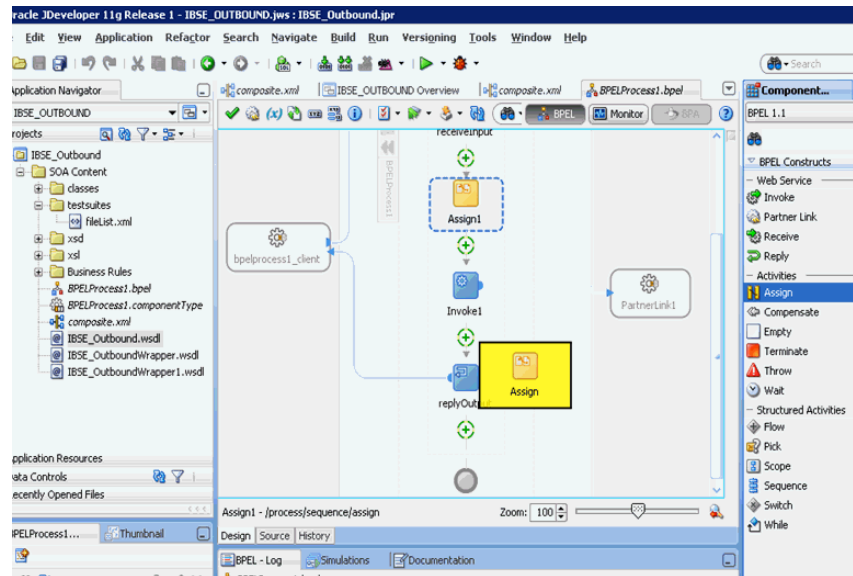 racle JDeveloper 11g Release 1 - IBSE_OUTBOUND.jws : IBSE_Outbound.jpr
Edit View Application Refactor Search Navigate Build Run Versioning Tools Window Help
Search
Application Navigator
IBSE_OUTBOUND
rojects
IBSE_Outbound
SOA Content
classes
testsuites
fileList.xml
xsd
xsl
Business Rules
BPELProcess1.bpel
BPELProcess1.componentType
composite.xml
IBSE_Outbound.wsdl
IBSE_OutboundWrapper.wsdl
IBSE_OutboundWrapper1.wsdl
pplication Resources
ata Controls
ecently Opened Files
PELProcess1...
Thumbnail
composite.xml
IBSE_OUTBOUND Overview
composite.xml
BPELProcess1.bpel
BPEL
Monitor
BPA
receiveInput
BPELProcess1
Assign1
bpelprocess1_client
Invoke1
PartnerLink1
Assign
replyOut
Assign1 - /process/sequence/assign
Zoom: 100
Design Source History
BPEL - Log
Simulations
Documentation
Component...
BPEL 1.1
BPEL Constructs
Web Service
Invoke
Partner Link
Receive
Reply
Activities
Assign
Compensate
Empty
Terminate
Throw
Wait
Structured Activities
Flow
Pick
Scope
Sequence
Switch
While